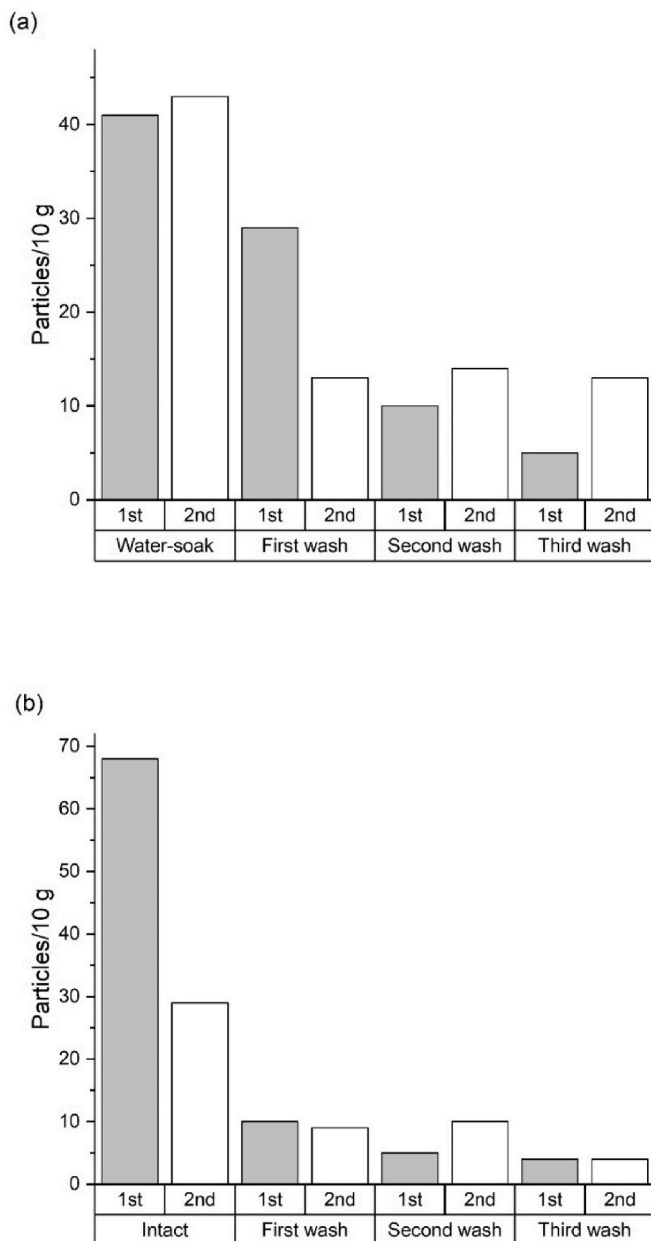 (a)
Particles/10 g
40
30
20
10
0
1st 2nd 1st 2nd 1st 2nd 1st 2nd
Water-soak First wash Second wash Third wash
(b)
Particles/10 g
70
60
50
40
30
20
10
0
1st 2nd 1st 2nd 1st 2nd 1st 2nd
Intact First wash Second wash Third wash